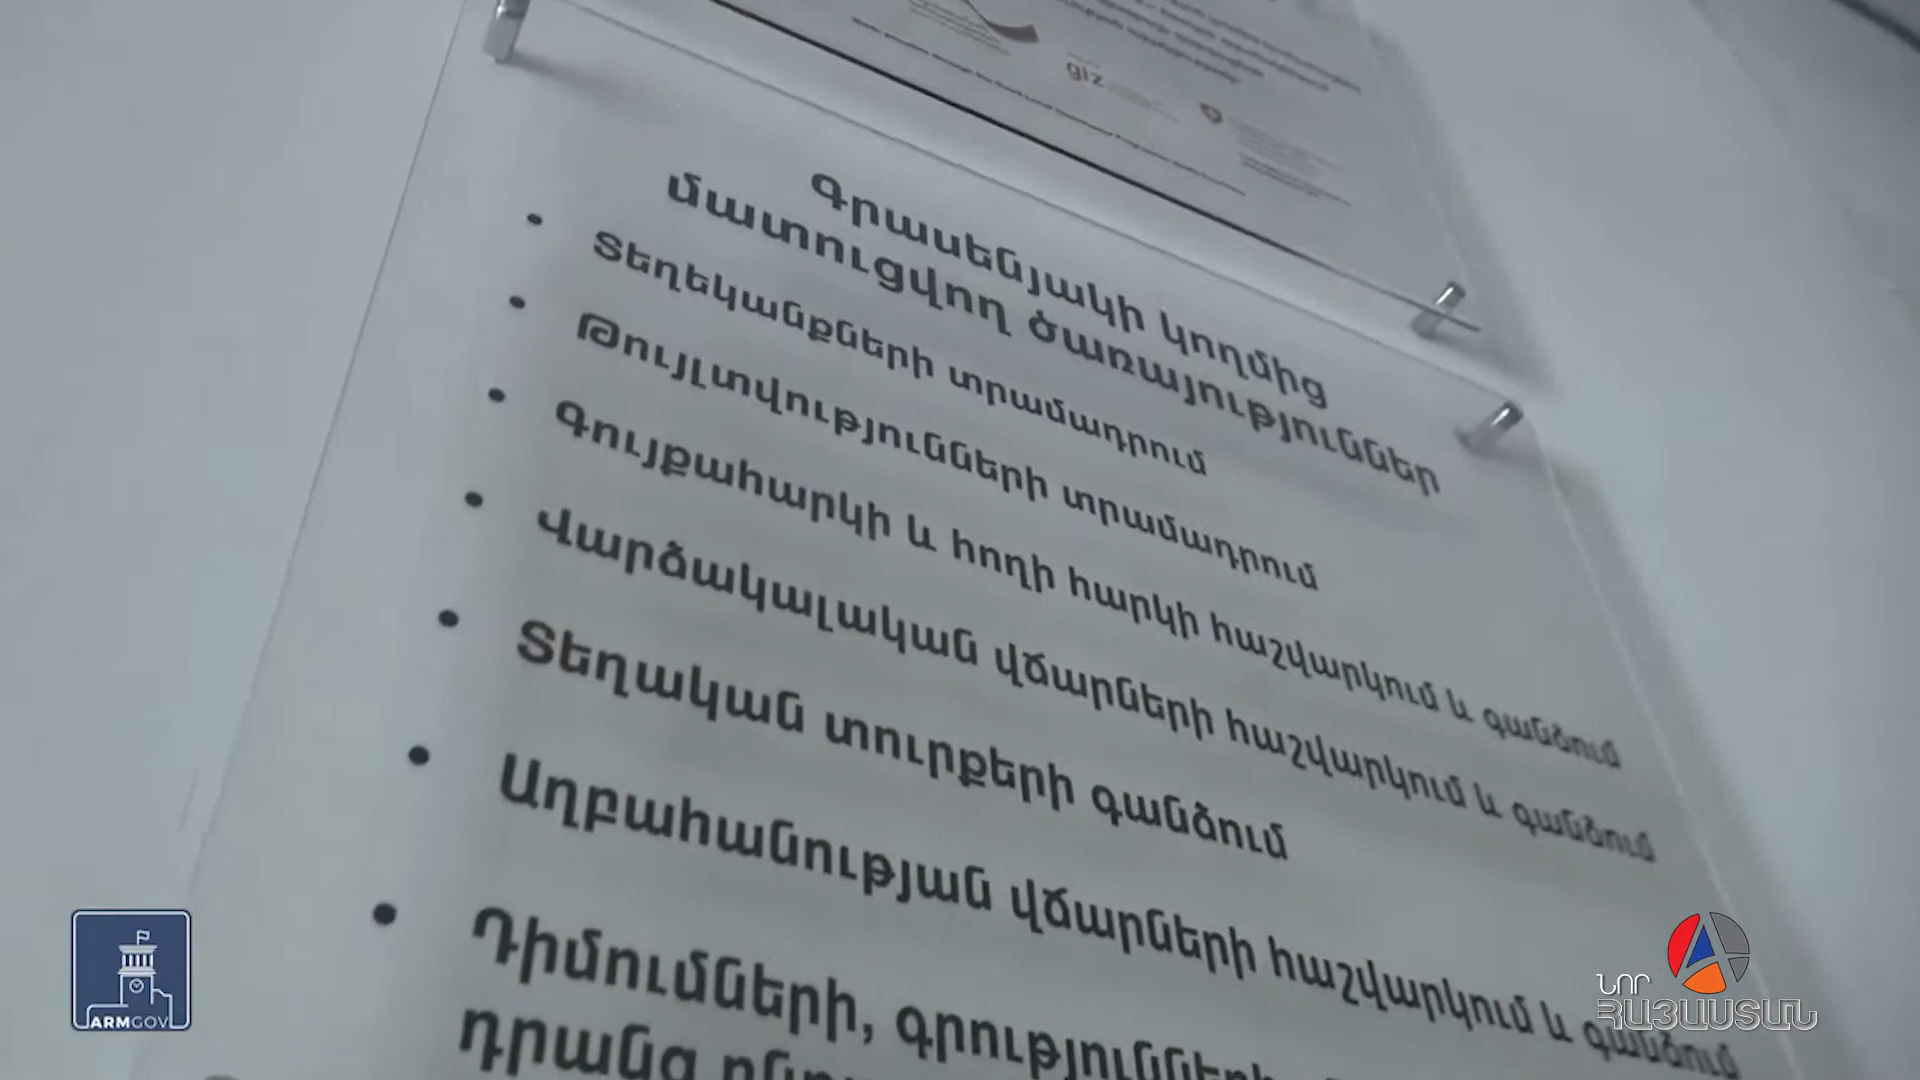 giz
Գրասենյակի կողմից
մատուցվող ծառայություններ
• Տեղեկանքների տրամադրում
• Թույլտվությունների տրամադրում
• Գույքահարկի և հողի հարկի հաշվարկում և գանձում
• Վարձակալական վճարների հաշվարկում և գանձում
• Տեղական տուրքերի գանձում
• Աղբահանության վճարների հաշվարկում և գանձում
• Դիմումների, գրությունների
դրանց
ARMGOV
ՆՈՐ
ՀԱՅԱՍՏԱՆ